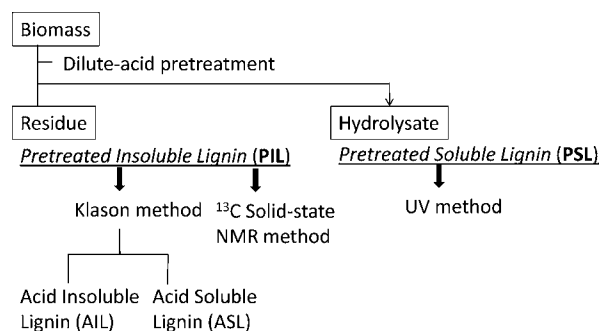 Biomass
Dilute-acid pretreatment
Residue
Hydrolysate
Pretreated Insoluble Lignin (PIL)
Pretreated Soluble Lignin (PSL)
Klason method
¹³C Solid-state
NMR method
UV method
Acid Insoluble
Lignin (AIL)
Acid Soluble
Lignin (ASL)